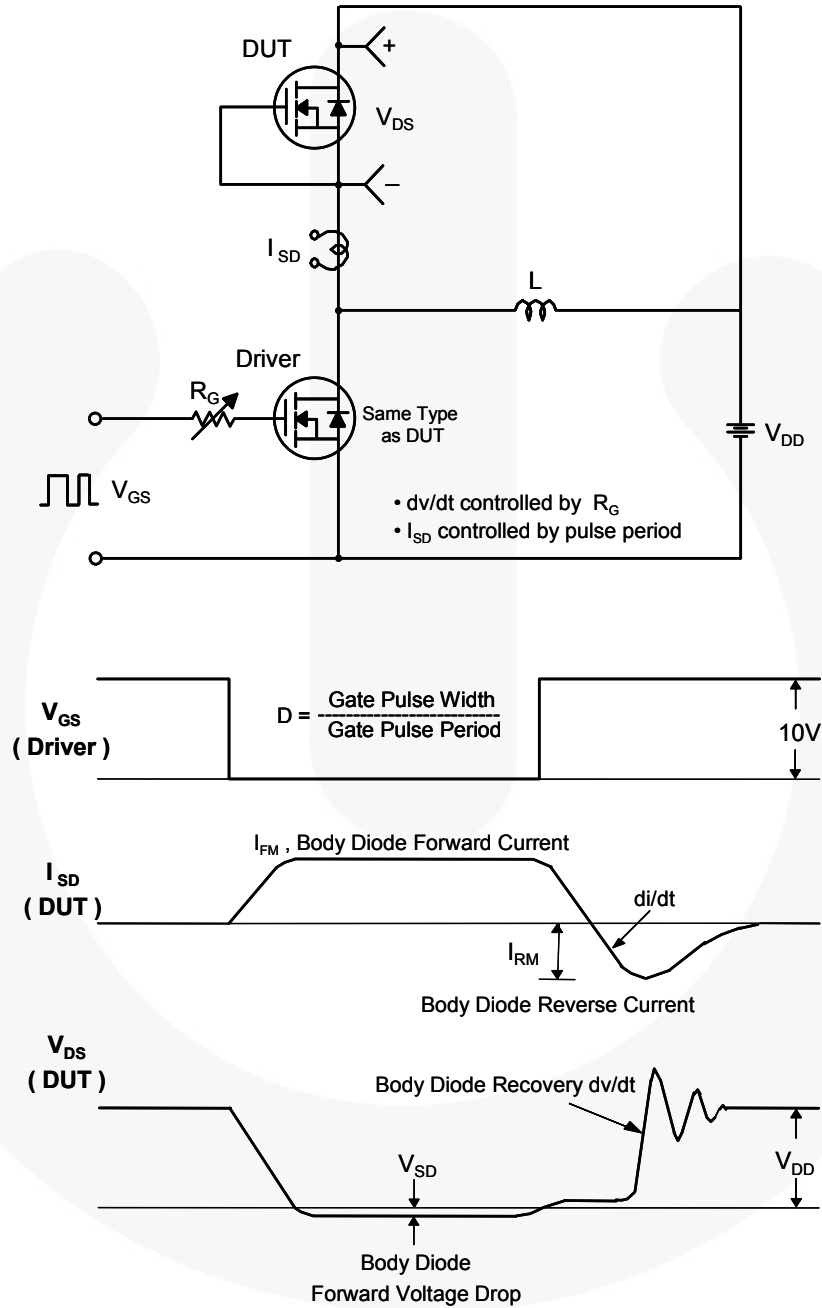 DUT
+
V_DS
–
I_SD
L
Driver
R_G
Same Type
as DUT
V_DD
V_GS
• dv/dt controlled by R_G
• I_SD controlled by pulse period
V_GS
( Driver )
D = Gate Pulse Width
Gate Pulse Period
10V
I_FM , Body Diode Forward Current
I_SD
( DUT )
di/dt
I_RM
Body Diode Reverse Current
V_DS
( DUT )
Body Diode Recovery dv/dt
V_SD
V_DD
Body Diode
Forward Voltage Drop